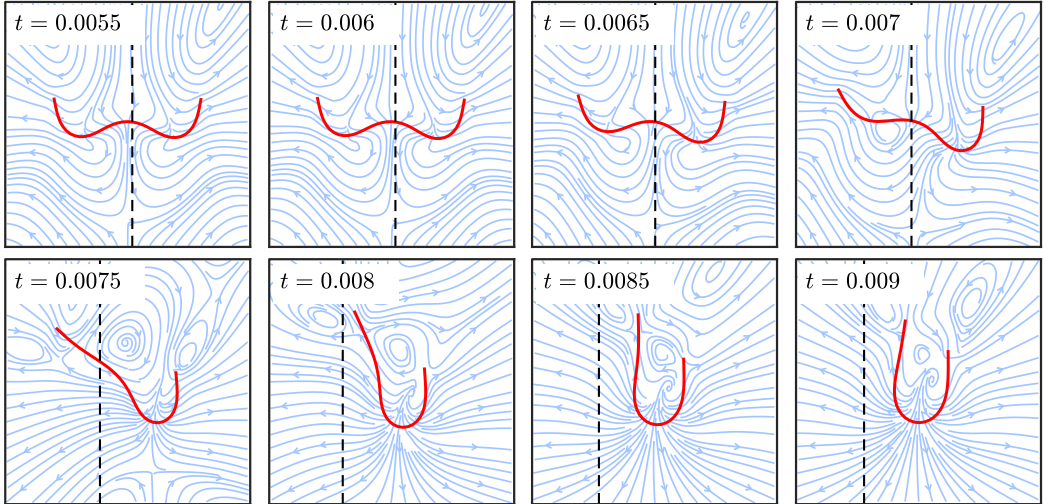 t = 0.0055
t = 0.006
t = 0.0065
t = 0.007
t = 0.0075
t = 0.008
t = 0.0085
t = 0.009